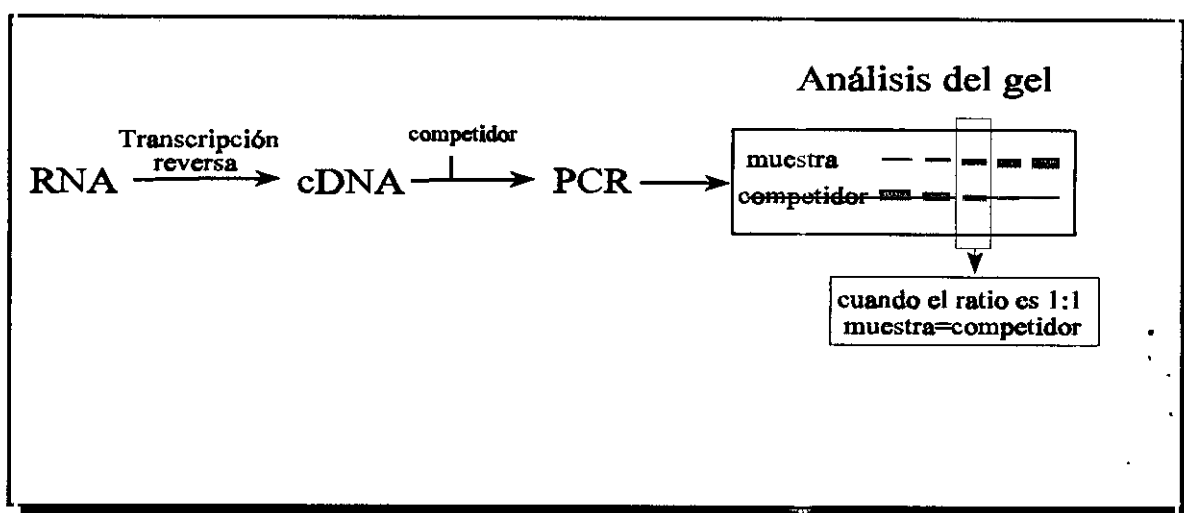 Análisis del gel
Transcripción
reversa
competidor
RNA
cDNA
PCR
muestra
competidor
cuando el ratio es 1:1
muestra=competidor